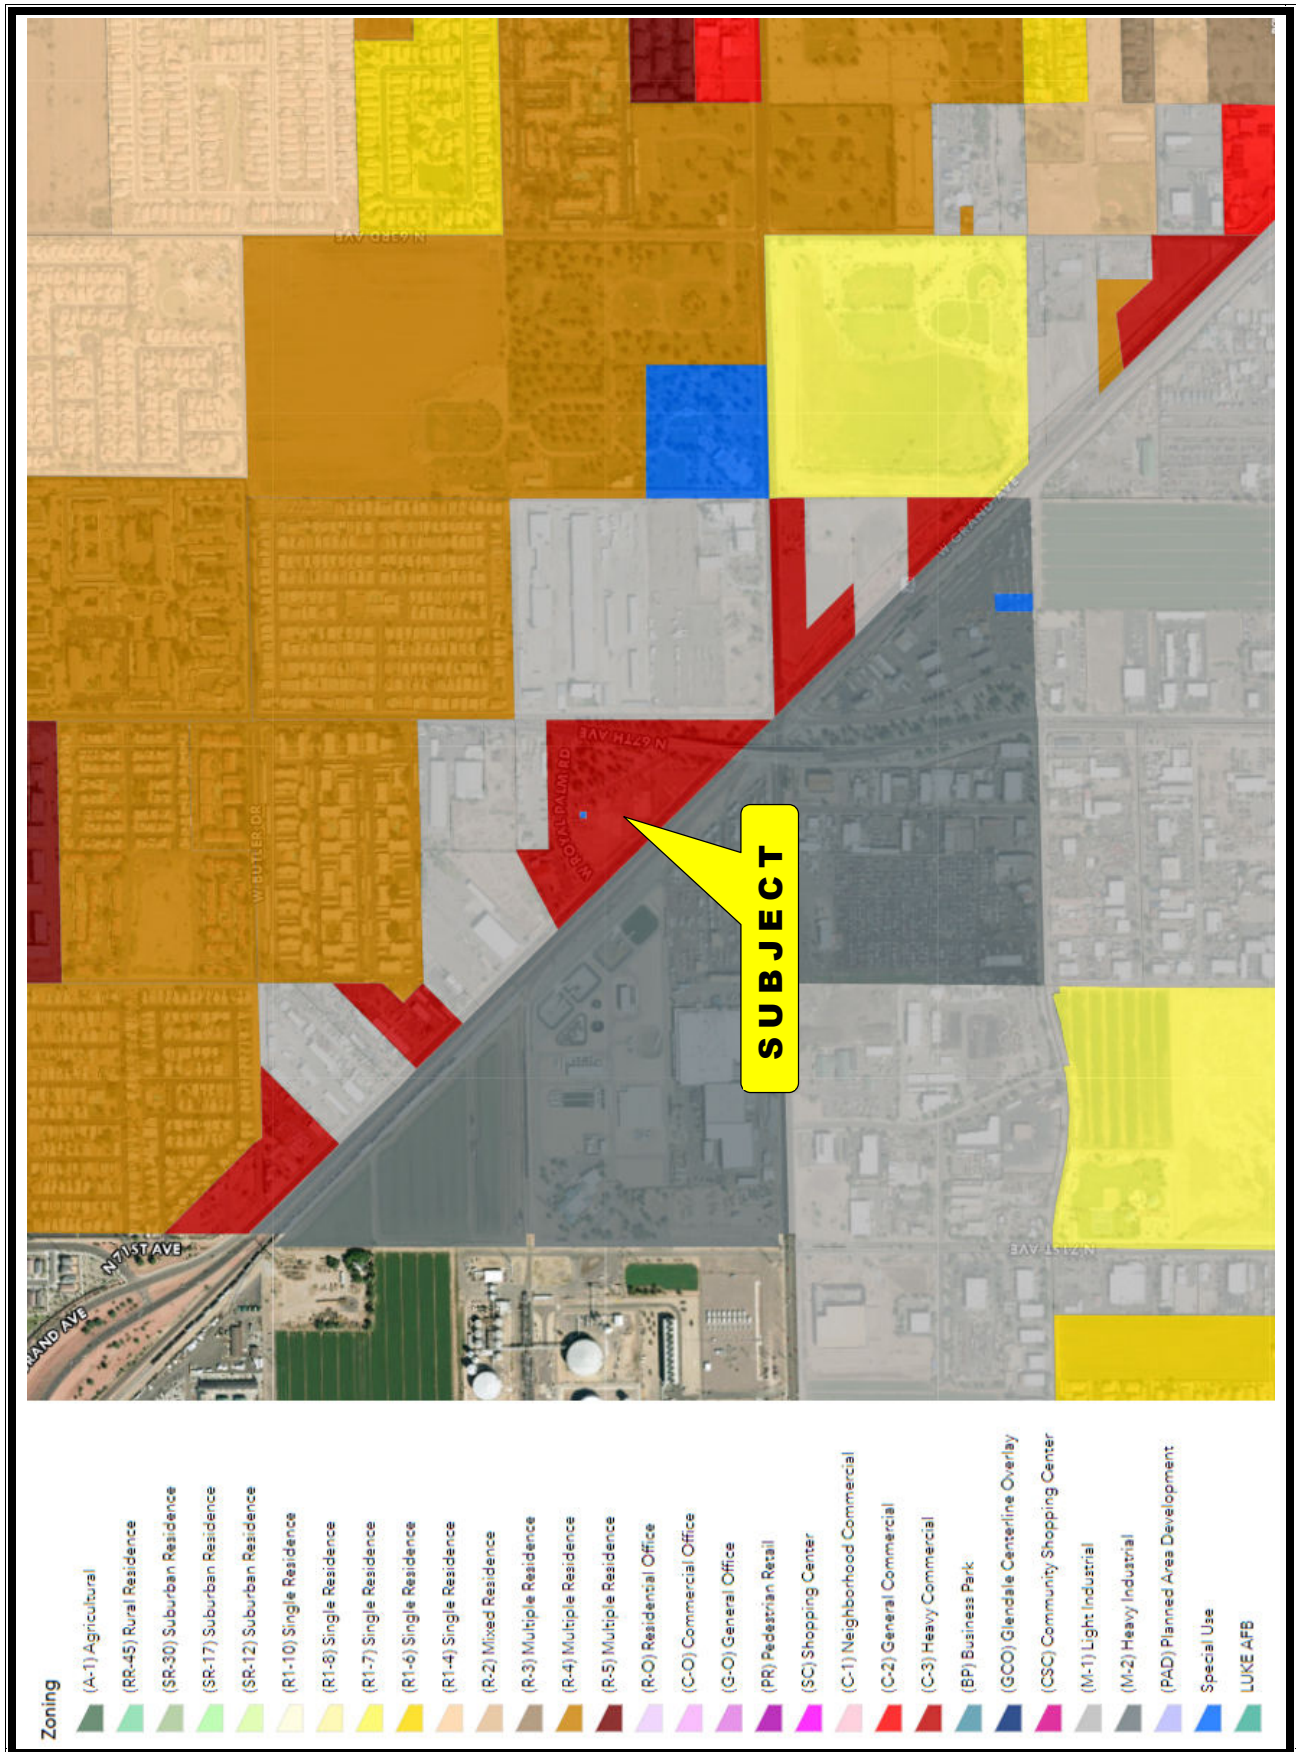 Zoning
(A-1) Agricultural
(RR-45) Rural Residence
(SR-30) Suburban Residence
(SR-17) Suburban Residence
(SR-12) Suburban Residence
(R1-10) Single Residence
(R1-8) Single Residence
(R1-7) Single Residence
(R1-6) Single Residence
(R1-4) Single Residence
(R-2) Mixed Residence
(R-3) Multiple Residence
(R-4) Multiple Residence
(R-5) Multiple Residence
(R-O) Residential Office
(C-O) Commercial Office
(G-O) General Office
(PR) Pedestrian Retail
(SC) Shopping Center
(C-1) Neighborhood Commercial
(C-2) General Commercial
(C-3) Heavy Commercial
(BP) Business Park
(GCO) Glendale Centerline Overlay
(CSC) Community Shopping Center
(M-1) Light Industrial
(M-2) Heavy Industrial
(PAD) Planned Area Development
Special Use
LUKE AFB
RAND AVE
N 71ST AVE
W BUTLER DR
W ROYAL PALM RD
N 67TH AVE
N 63RD AVE
W GRAND AVE
N 71ST AVE
SUBJECT